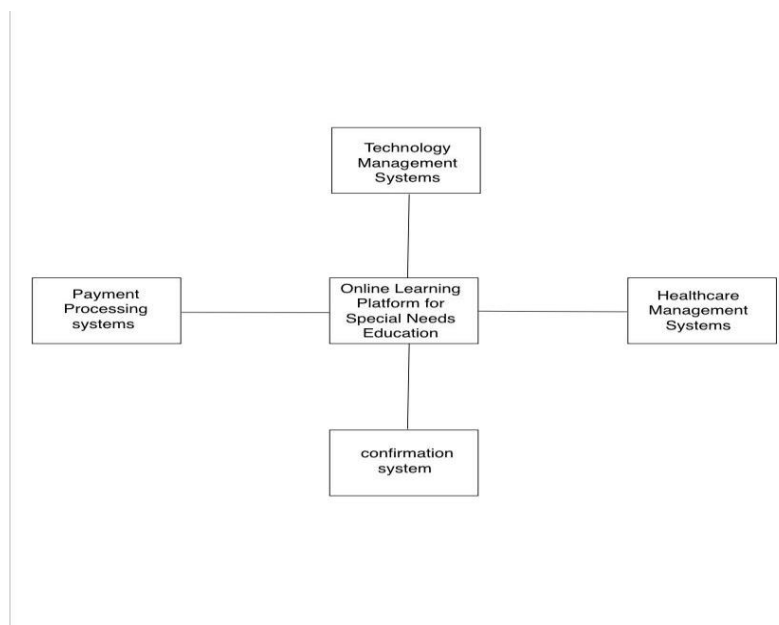 Technology
Management
Systems
Payment
Processing
systems
Online Learning
Platform for
Special Needs
Education
Healthcare
Management
Systems
confirmation
system